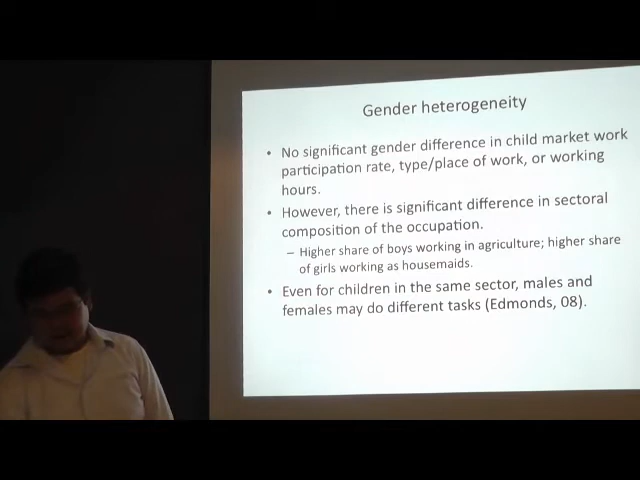 Gender heterogeneity
• No significant gender difference in child market work
participation rate, type/place of work, or working
hours.
• However, there is significant difference in sectoral
composition of the occupation.
– Higher share of boys working in agriculture; higher share
of girls working as housemaids.
• Even for children in the same sector, males and
females may do different tasks (Edmonds, 08).